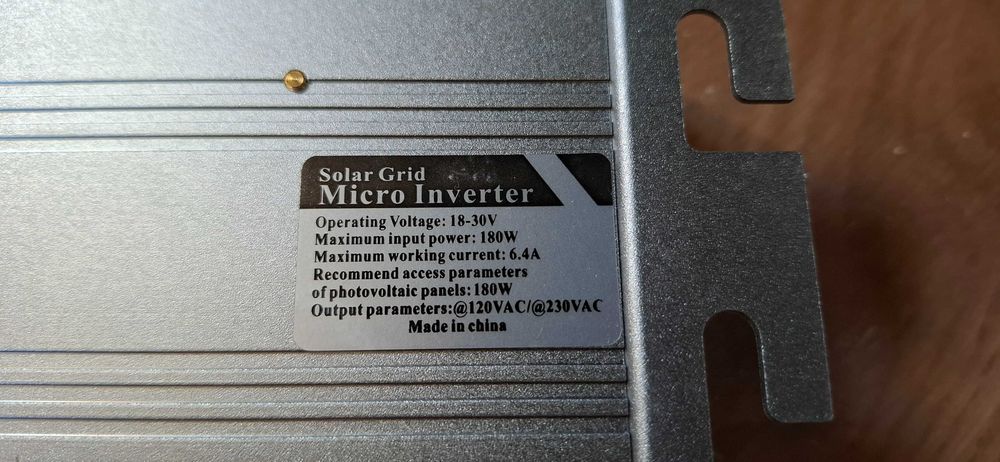 Solar Grid
Micro Inverter
Operating Voltage: 18-30V
Maximum input power: 180W
Maximum working current: 6.4A
Recommend access parameters
of photovoltaic panels: 180W
Output parameters:@120VAC/@230VAC
Made in china